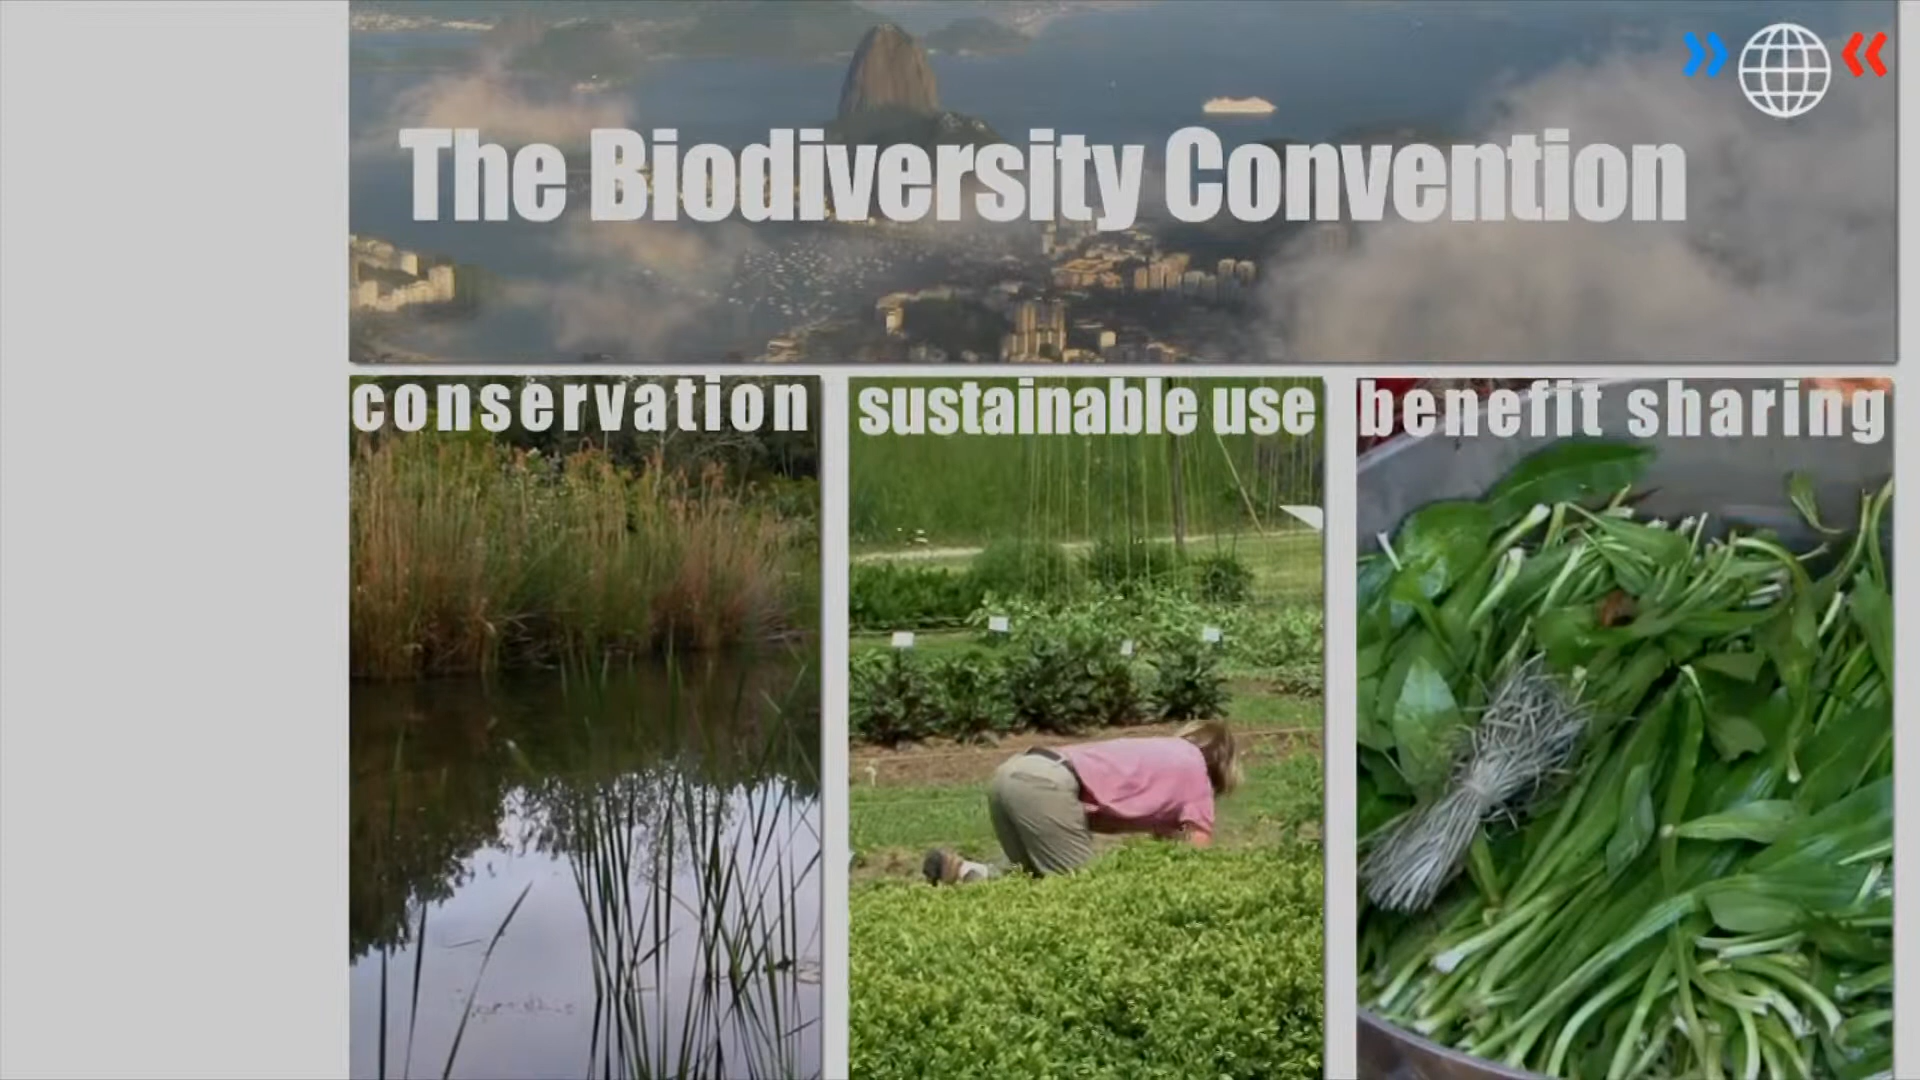 The Biodiversity Convention
conservation
sustainable use
benefit sharing